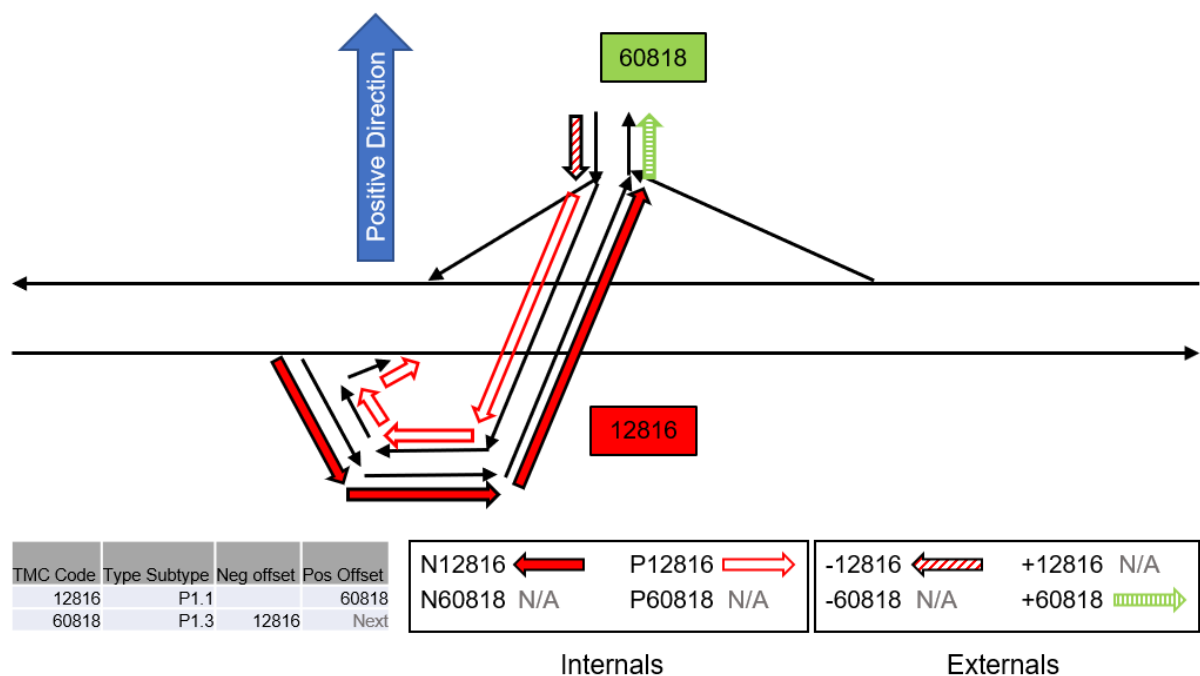 60818
Positive Direction
12816
TMC Code Type Subtype Neg offset Pos Offset
12816 P1.1 60818
60818 P1.3 12816 Next
N12816 P12816
N60818 N/A P60818 N/A
Internals
-12816 +12816 N/A
-60818 N/A +60818
Externals